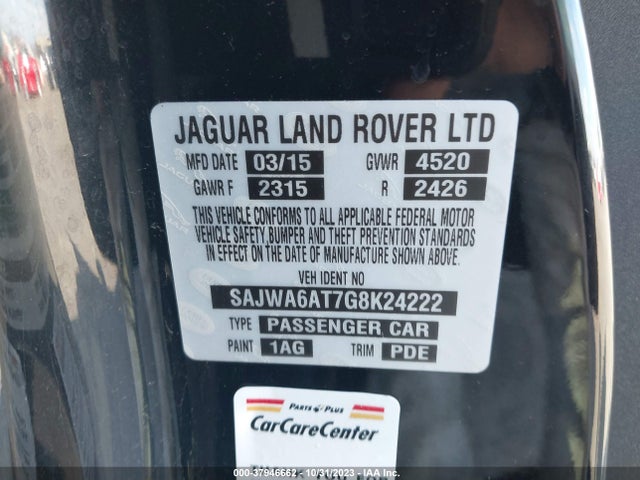 JAGUAR LAND ROVER LTD
MFD DATE 03/15 GVWR 4520
GAWR F 2315 R 2426
THIS VEHICLE CONFORMS TO ALL APPLICABLE FEDERAL MOTOR
VEHICLE SAFETY,BUMPER AND THEFT PREVENTION STANDARDS
IN EFFECT ON THE DATE OF MANUFACTURE SHOWN ABOVE.
VEH IDENT NO
SAJWA6AT7G8K24222
TYPE PASSENGER CAR
PAINT 1AG TRIM PDE
PARTS PLUS
CarCareCenter
000-37946662 - 10/31/2023 - IAA Inc.